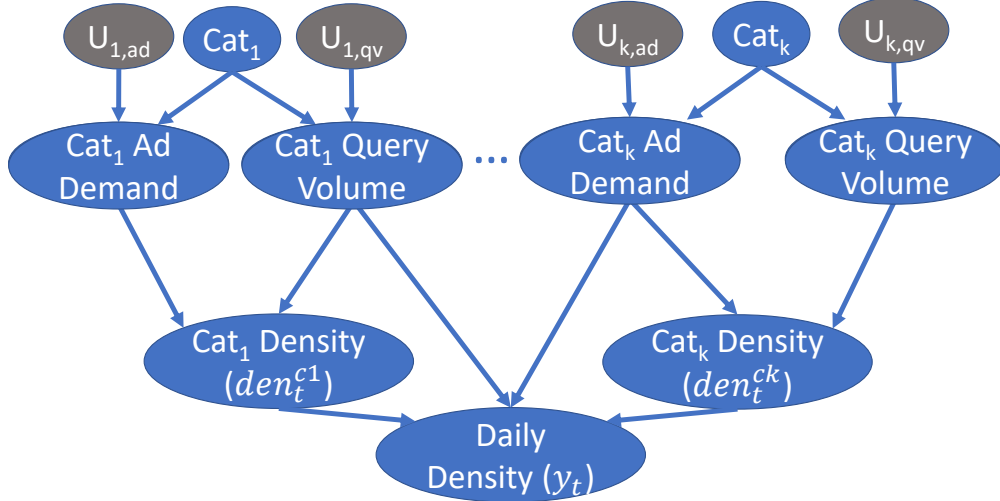 U₁,ad Cat₁ U₁,qv Uₖ,ad Catₖ Uₖ,qv
Cat₁ Ad
Demand
Cat₁ Query
Volume
...
Catₖ Ad
Demand
Catₖ Query
Volume
Cat₁ Density
(den_t^{c1})
Catₖ Density
(den_t^{ck})
Daily
Density (y_t)